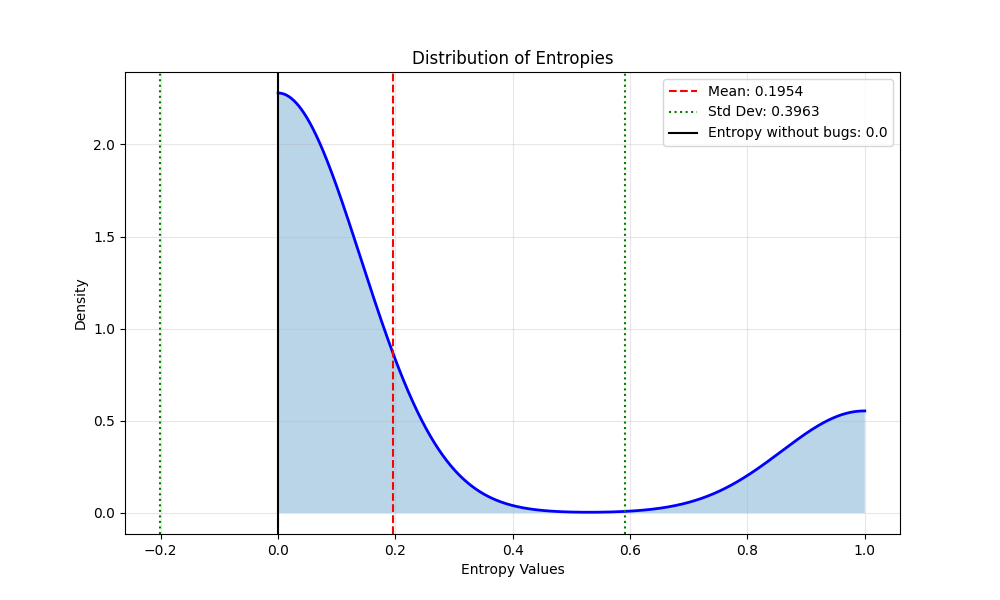 Distribution of Entropies
Mean: 0.1954
Std Dev: 0.3963
Entropy without bugs: 0.0
Density
2.0
1.5
1.0
0.5
0.0
−0.2
0.0
0.2
0.4
0.6
0.8
1.0
Entropy Values